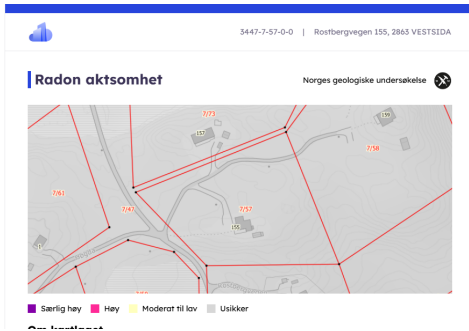 3447-7-57-0-0 | Rostbergvegen 155, 2863 VESTSIDA
Radon aktsomhet
Norges geologiske undersøkelse
7/73
159
157
7/58
7/61
7/47
7/57
155
Særlig høy Høy Moderat til lav Usikker
Om kartlaget